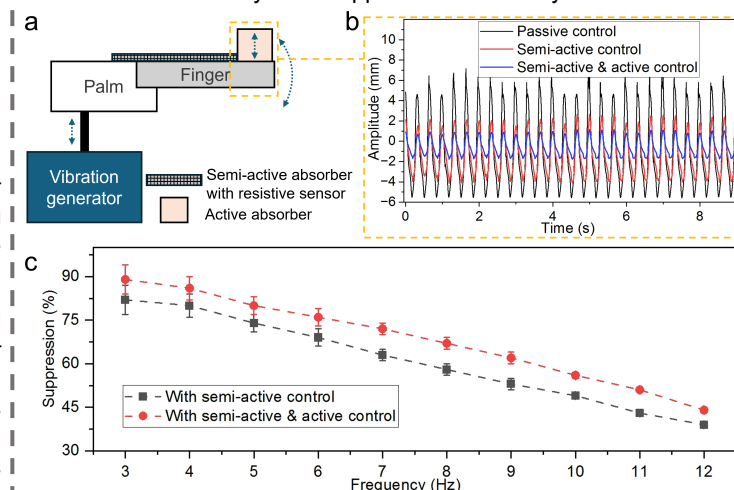 a
Palm
Finger
Vibration
generator
Semi-active absorber
with resistive sensor
Active absorber
b
Passive control
Semi-active control
Semi-active & active control
Amplitude (mm)
10
8
6
4
2
0
−2
−4
−6
0 2 4 6 8
Time (s)
c
Suppression (%)
90
75
60
45
30
With semi-active control
With semi-active & active control
3 4 5 6 7 8 9 10 11 12
Frequency (Hz)